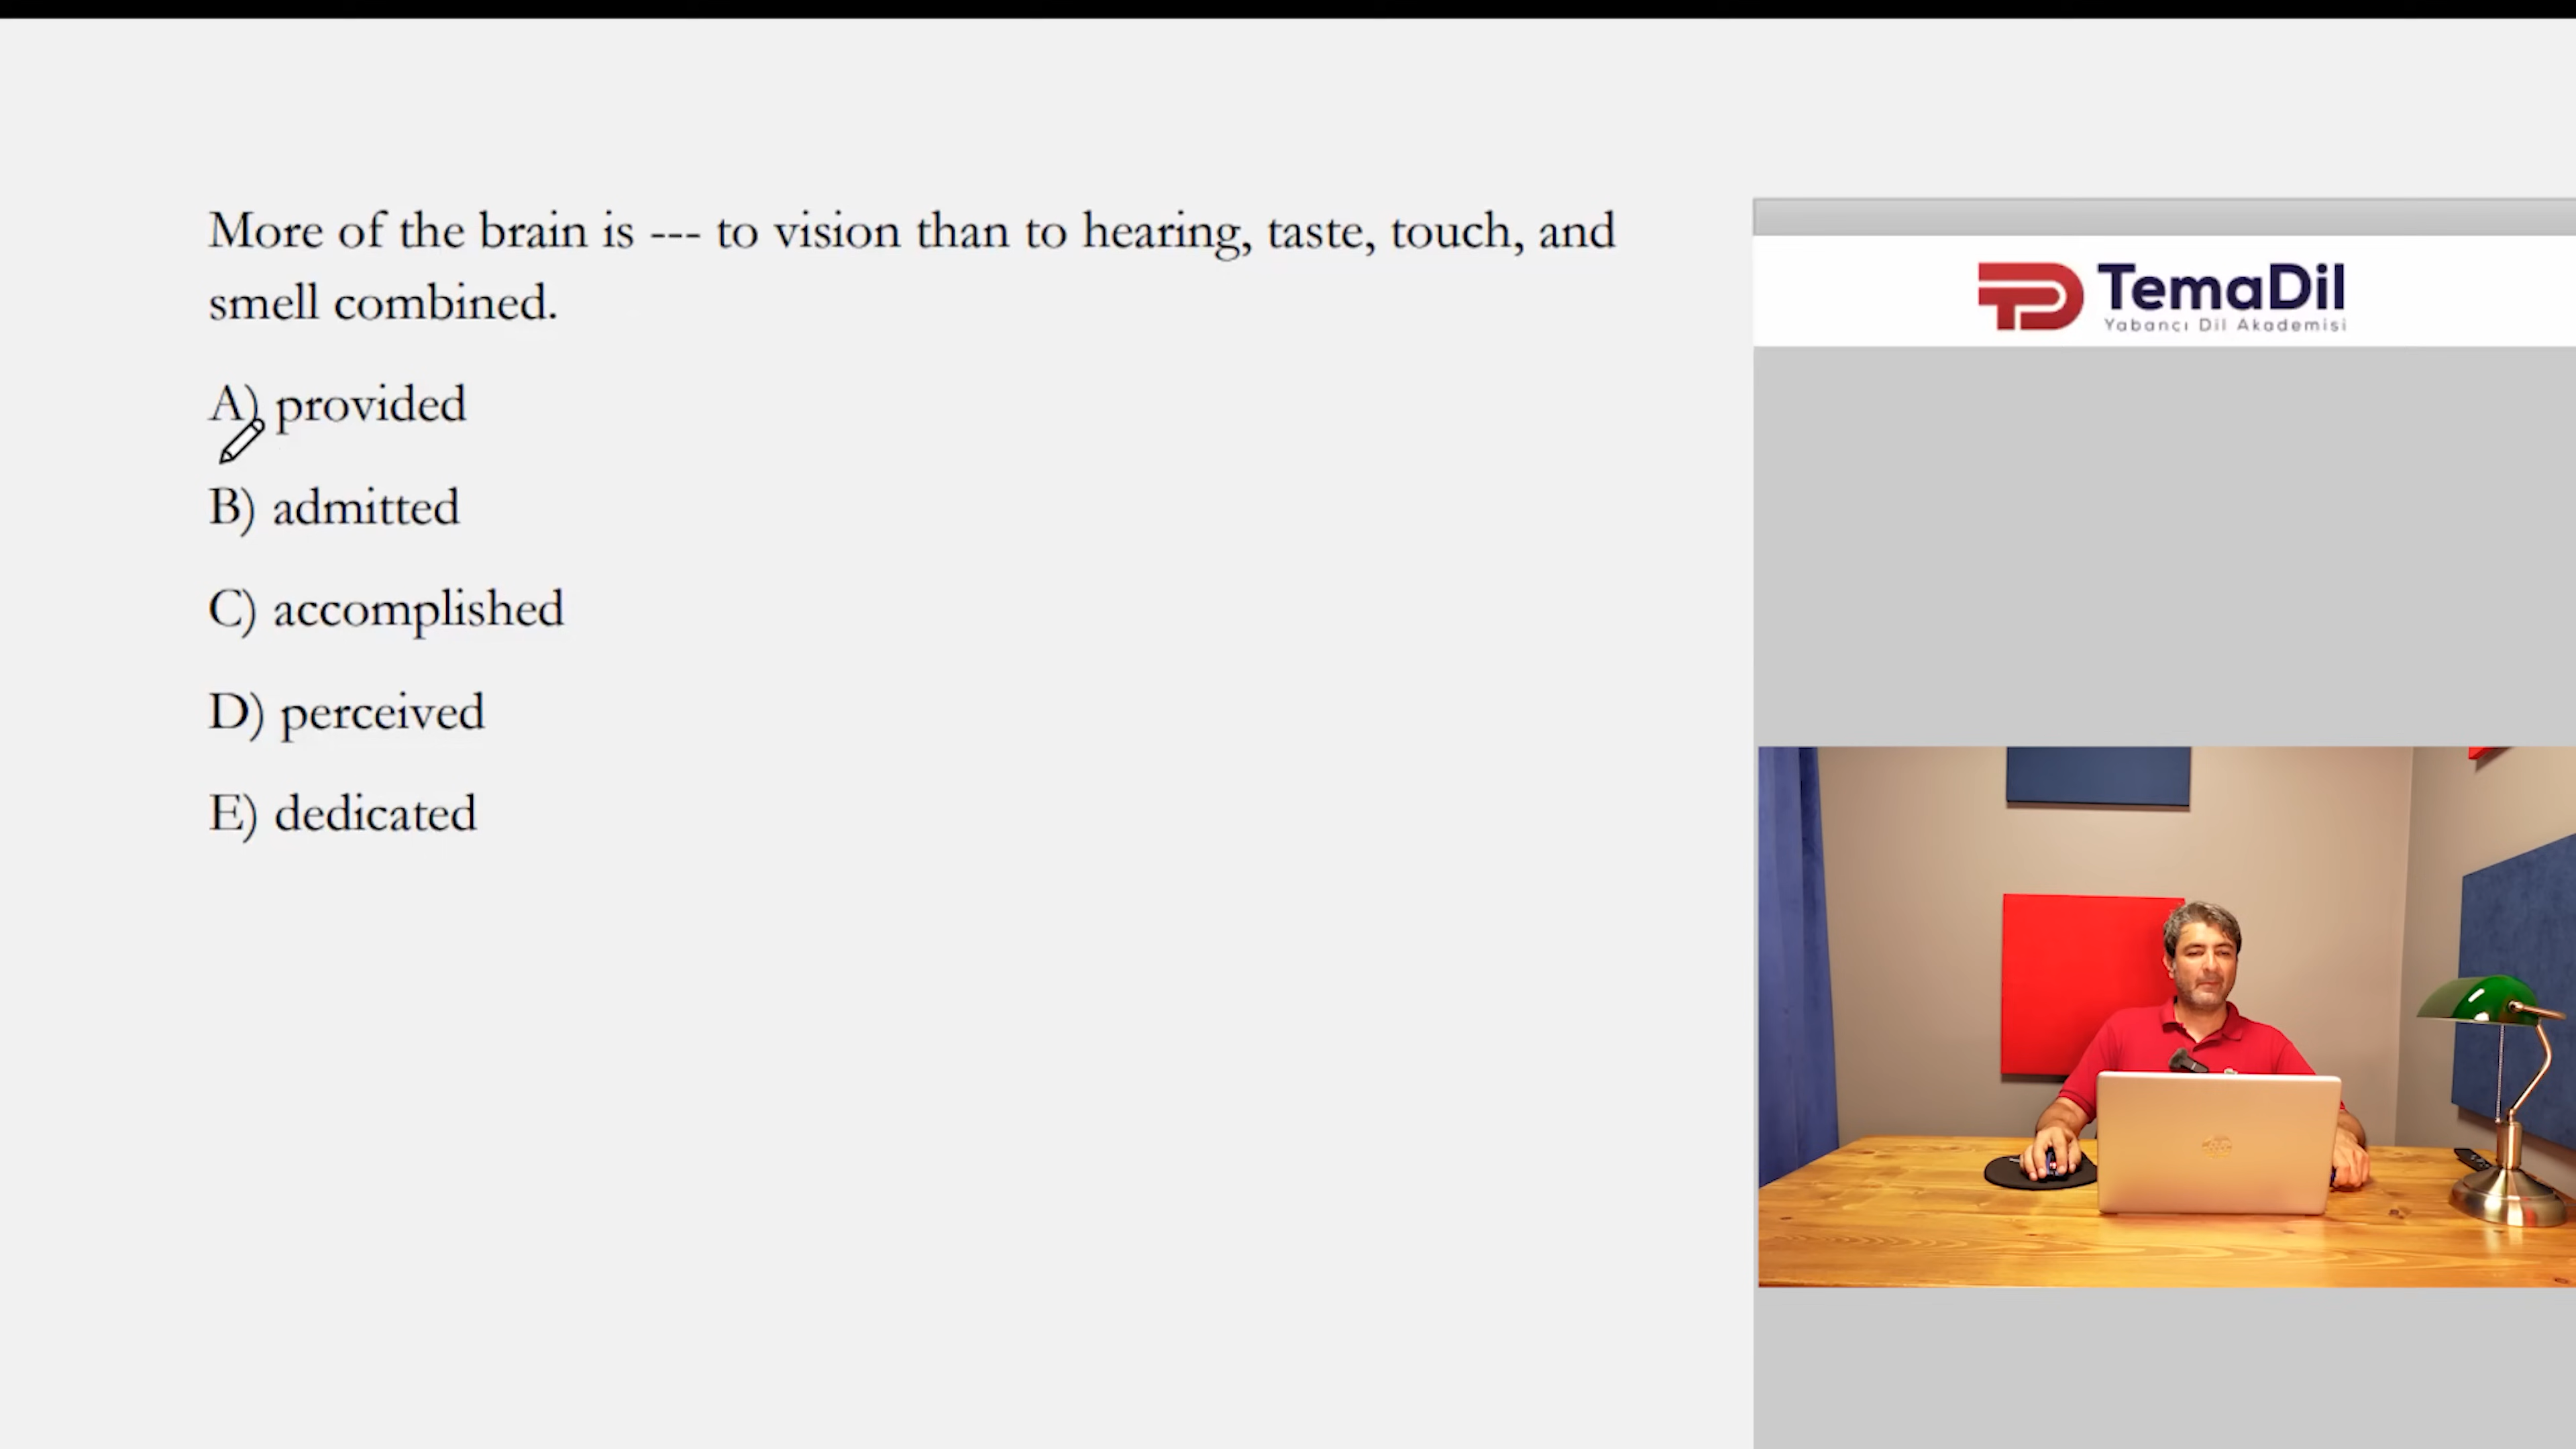 More of the brain is --- to vision than to hearing, taste, touch, and
smell combined.
A) provided
B) admitted
C) accomplished
D) perceived
E) dedicated
TemaDil
Yabancı Dil Akademisi